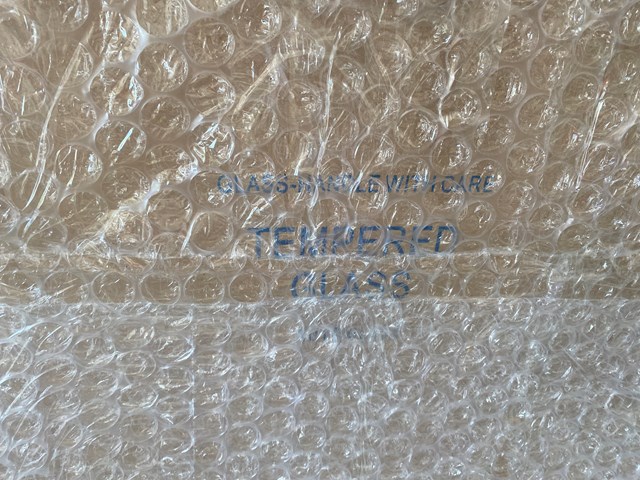 GLASS-HANDLE WITH CARE
TEMPERED
GLASS